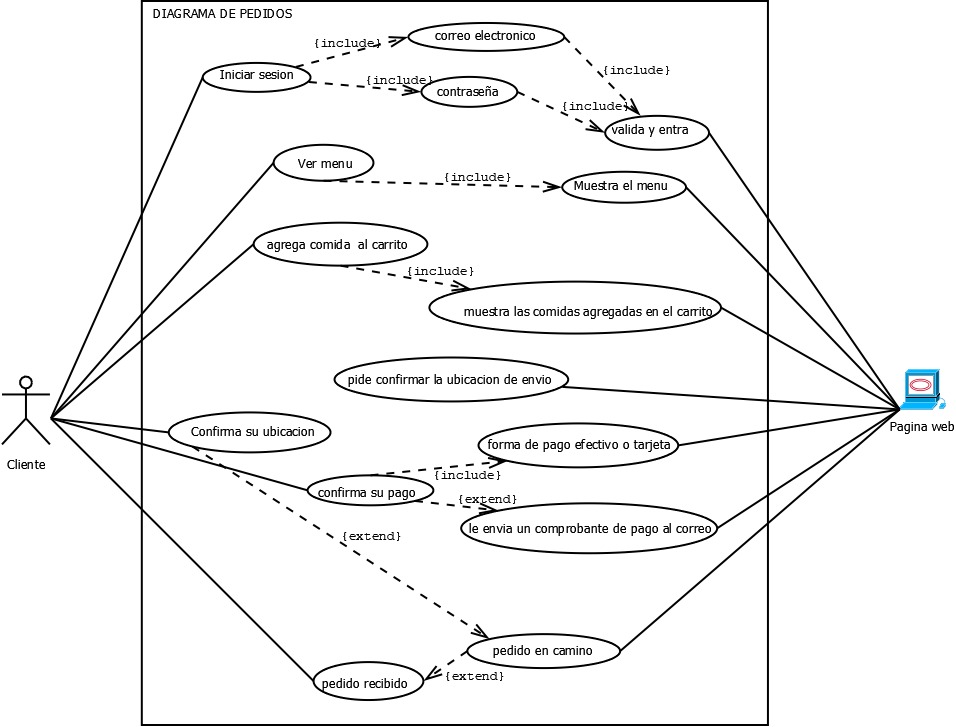 DIAGRAMA DE PEDIDOS
correo electronico
{include}
Iniciar sesion
{include}
{include}
contraseña
{include}
valida y entra
Ver menu
{include}
Muestra el menu
agrega comida al carrito
{include}
muestra las comidas agregadas en el carrito
pide confirmar la ubicacion de envio
Pagina web
Confirma su ubicacion
forma de pago efectivo o tarjeta
Cliente
{include}
confirma su pago
{extend}
le envia un comprobante de pago al correo
{extend}
pedido en camino
{extend}
pedido recibido